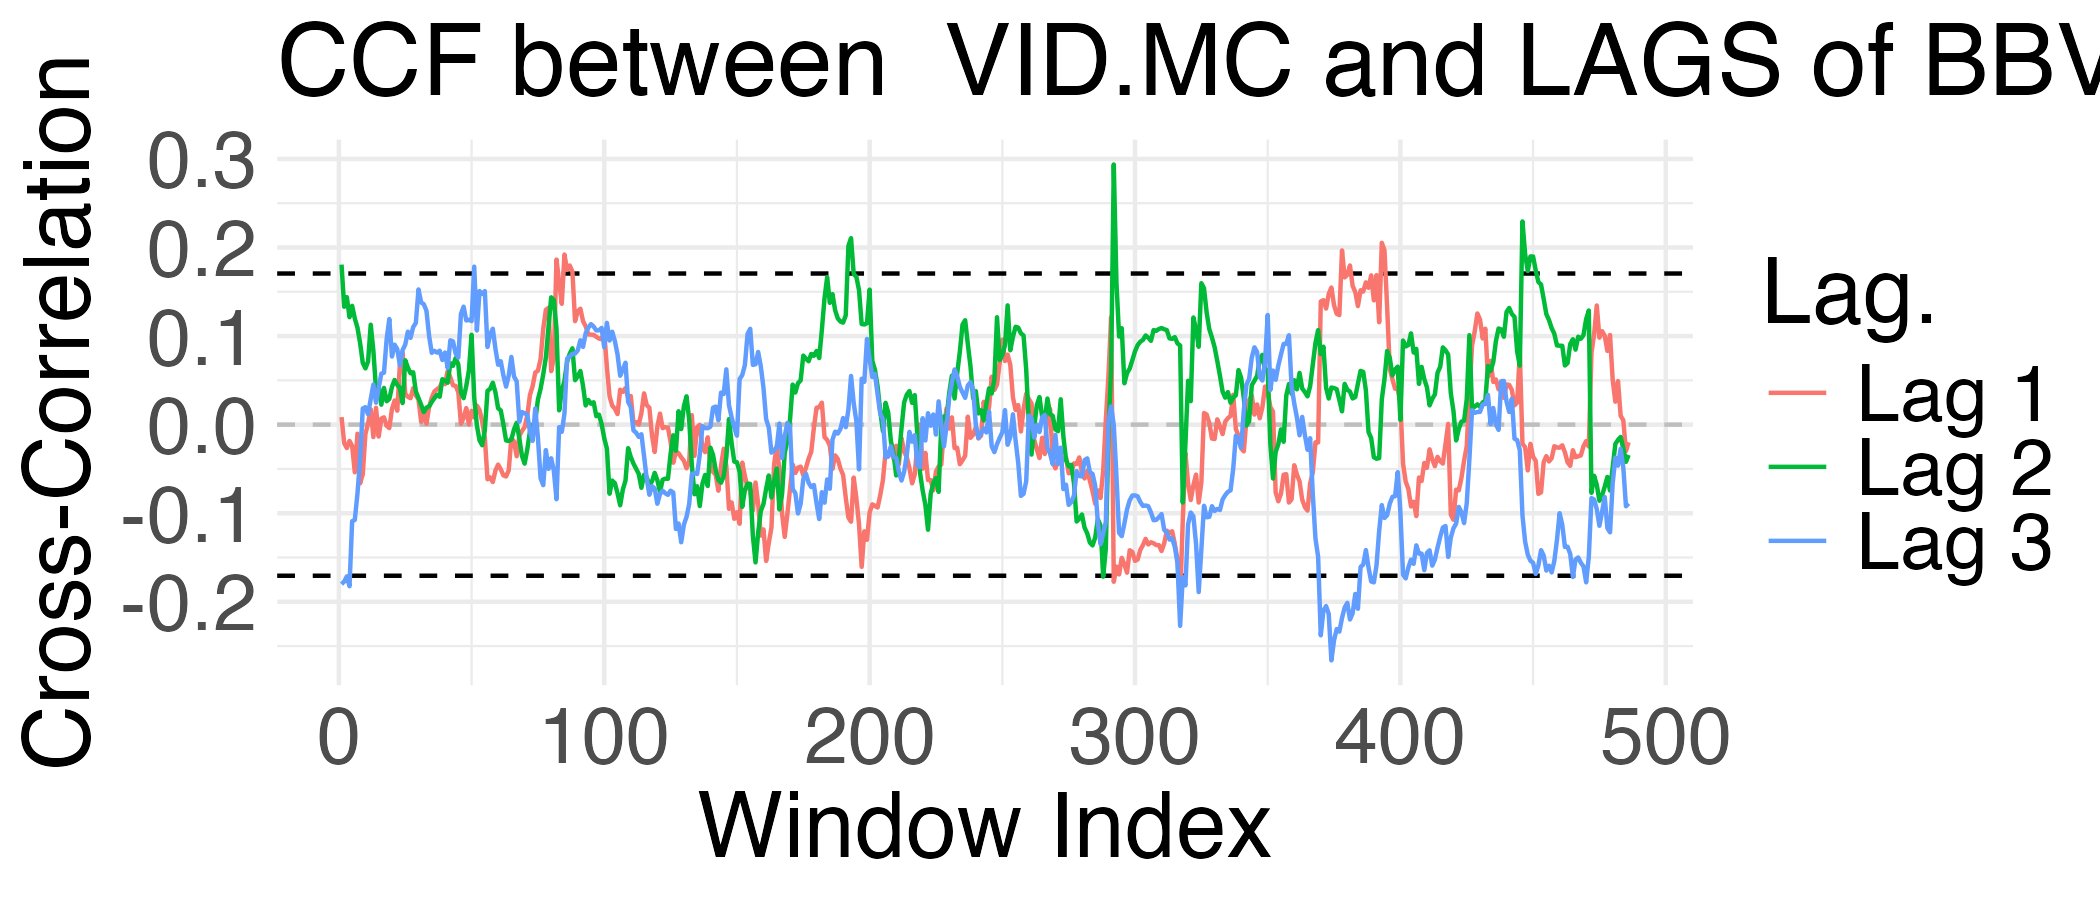 CCF between  VID.MC and LAGS of BBV
Cross-Correlation
0.3
0.2
0.1
0.0
-0.1
-0.2
0 100 200 300 400 500
Window Index
Lag.
Lag 1
Lag 2
Lag 3